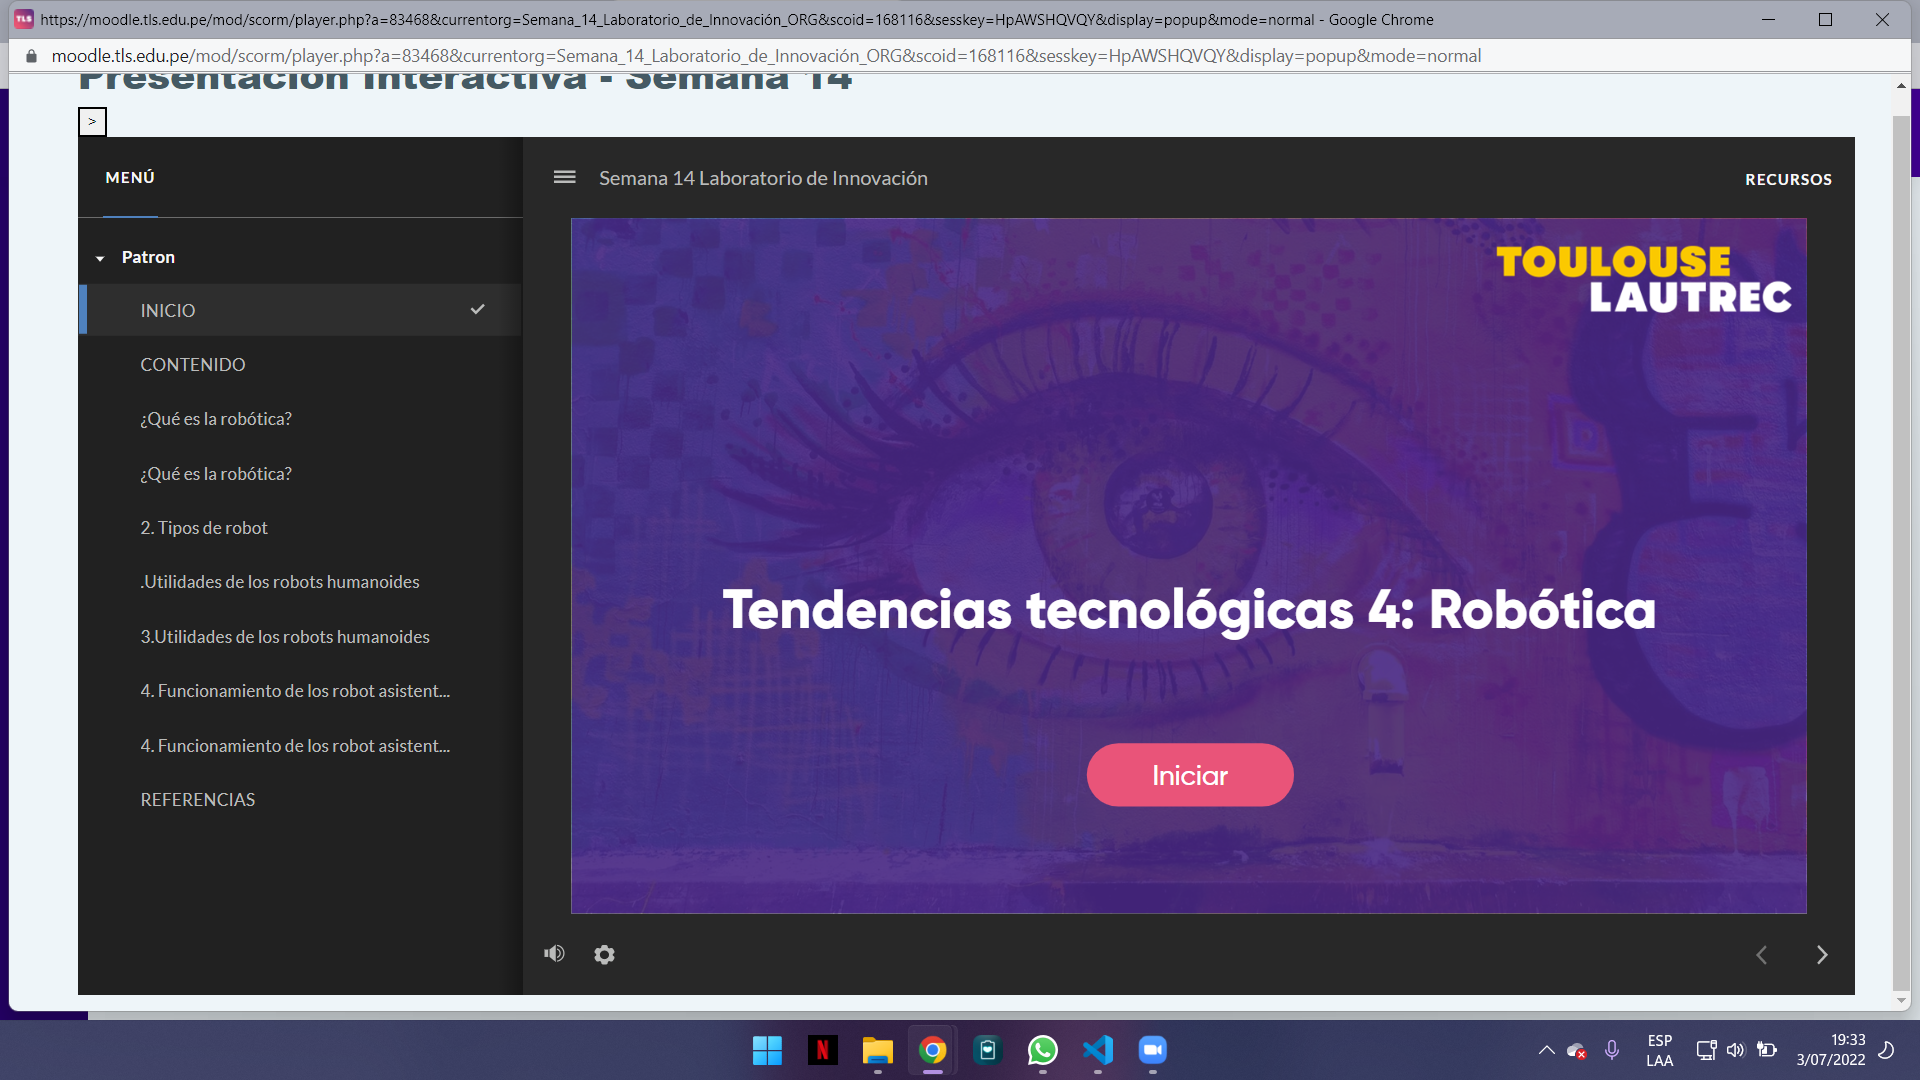 https://moodle.tls.edu.pe/mod/scorm/player.php?a=83468&currentorg=Semana_14_Laboratorio_de_Innovación_ORG&scoid=168116&sesskey=HpAWSHQVQY&display=popup&mode=normal - Google Chrome
moodle.tls.edu.pe/mod/scorm/player.php?a=83468&currentorg=Semana_14_Laboratorio_de_Innovación_ORG&scoid=168116&sesskey=HpAWSHQVQY&display=popup&mode=normal
Presentación Interactiva - Semana 14
>
MENÚ
Semana 14 Laboratorio de Innovación
RECURSOS
Patron
INICIO
CONTENIDO
¿Qué es la robótica?
¿Qué es la robótica?
2. Tipos de robot
.Utilidades de los robots humanoides
3.Utilidades de los robots humanoides
4. Funcionamiento de los robot asistent...
4. Funcionamiento de los robot asistent...
REFERENCIAS
TOULOUSE
LAUTREC
Tendencias tecnológicas 4: Robótica
Iniciar
ESP
LAA
19:33
3/07/2022